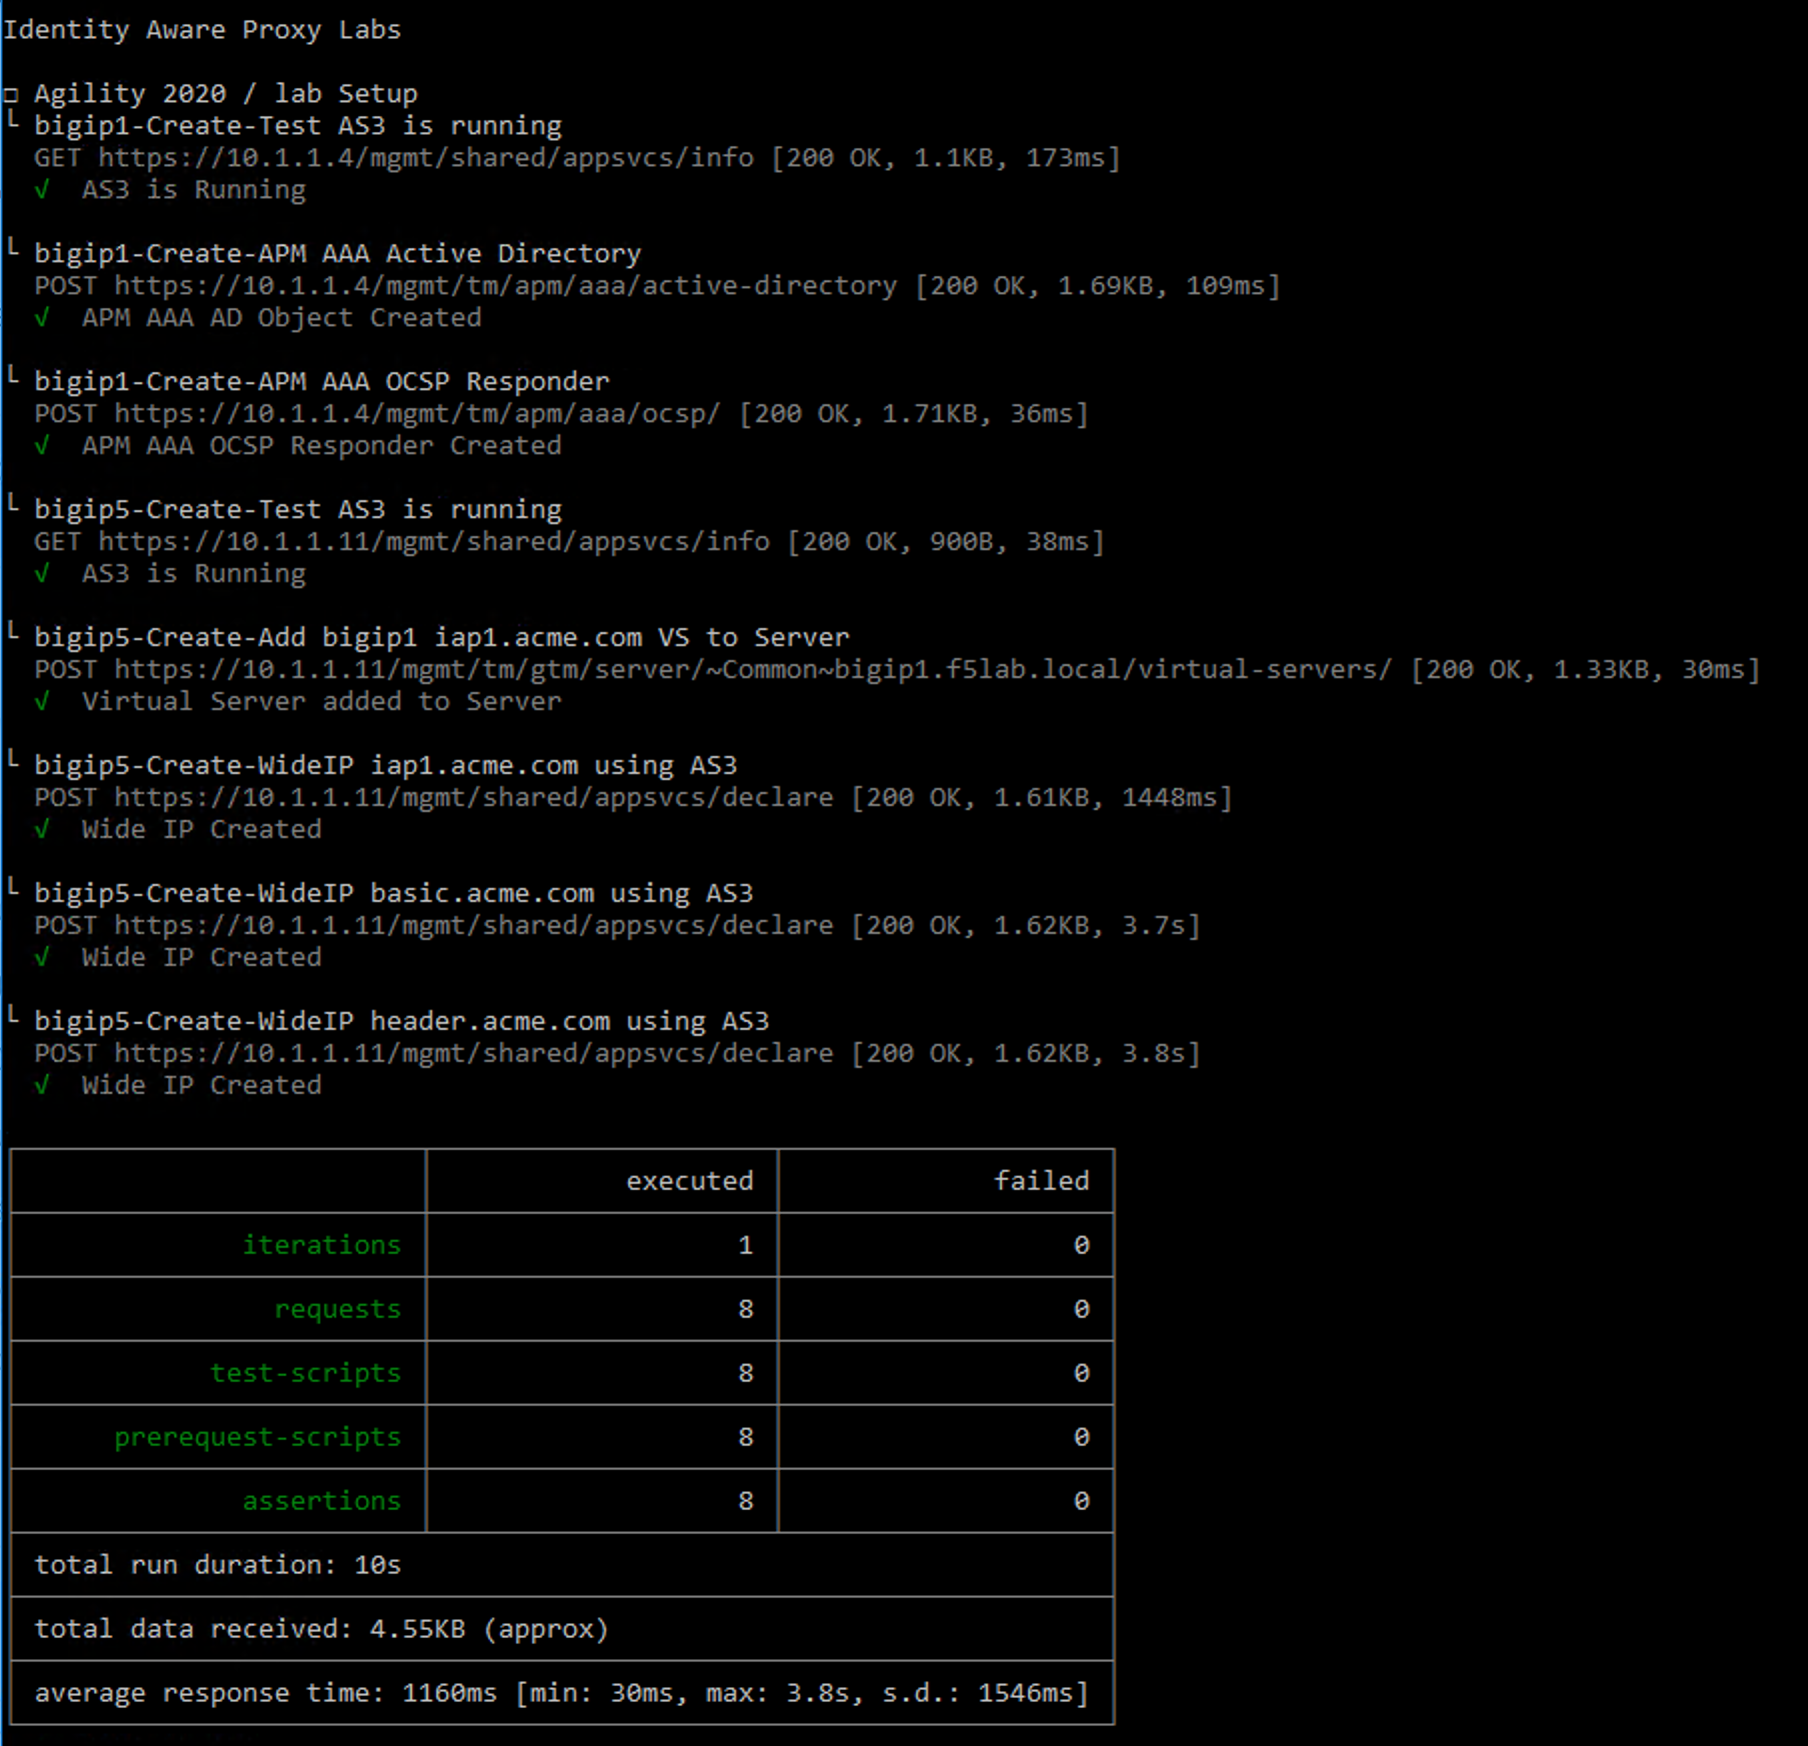 Identity Aware Proxy Labs
□ Agility 2020 / lab Setup
└ bigip1-Create-Test AS3 is running
GET https://10.1.1.4/mgmt/shared/appsvcs/info [200 OK, 1.1KB, 173ms]
√ AS3 is Running
└ bigip1-Create-APM AAA Active Directory
POST https://10.1.1.4/mgmt/tm/apm/aaa/active-directory [200 OK, 1.69KB, 109ms]
√ APM AAA AD Object Created
└ bigip1-Create-APM AAA OCSP Responder
POST https://10.1.1.4/mgmt/tm/apm/aaa/ocsp/ [200 OK, 1.71KB, 36ms]
√ APM AAA OCSP Responder Created
└ bigip5-Create-Test AS3 is running
GET https://10.1.1.11/mgmt/shared/appsvcs/info [200 OK, 900B, 38ms]
√ AS3 is Running
└ bigip5-Create-Add bigip1 iap1.acme.com VS to Server
POST https://10.1.1.11/mgmt/tm/gtm/server/~Common~bigip1.f5lab.local/virtual-servers/ [200 OK, 1.33KB, 30ms]
√ Virtual Server added to Server
└ bigip5-Create-WideIP iap1.acme.com using AS3
POST https://10.1.1.11/mgmt/shared/appsvcs/declare [200 OK, 1.61KB, 1448ms]
√ Wide IP Created
└ bigip5-Create-WideIP basic.acme.com using AS3
POST https://10.1.1.11/mgmt/shared/appsvcs/declare [200 OK, 1.62KB, 3.7s]
√ Wide IP Created
└ bigip5-Create-WideIP header.acme.com using AS3
POST https://10.1.1.11/mgmt/shared/appsvcs/declare [200 OK, 1.62KB, 3.8s]
√ Wide IP Created
executed failed
iterations 1 0
requests 8 0
test-scripts 8 0
prerequest-scripts 8 0
assertions 8 0
total run duration: 10s
total data received: 4.55KB (approx)
average response time: 1160ms [min: 30ms, max: 3.8s, s.d.: 1546ms]